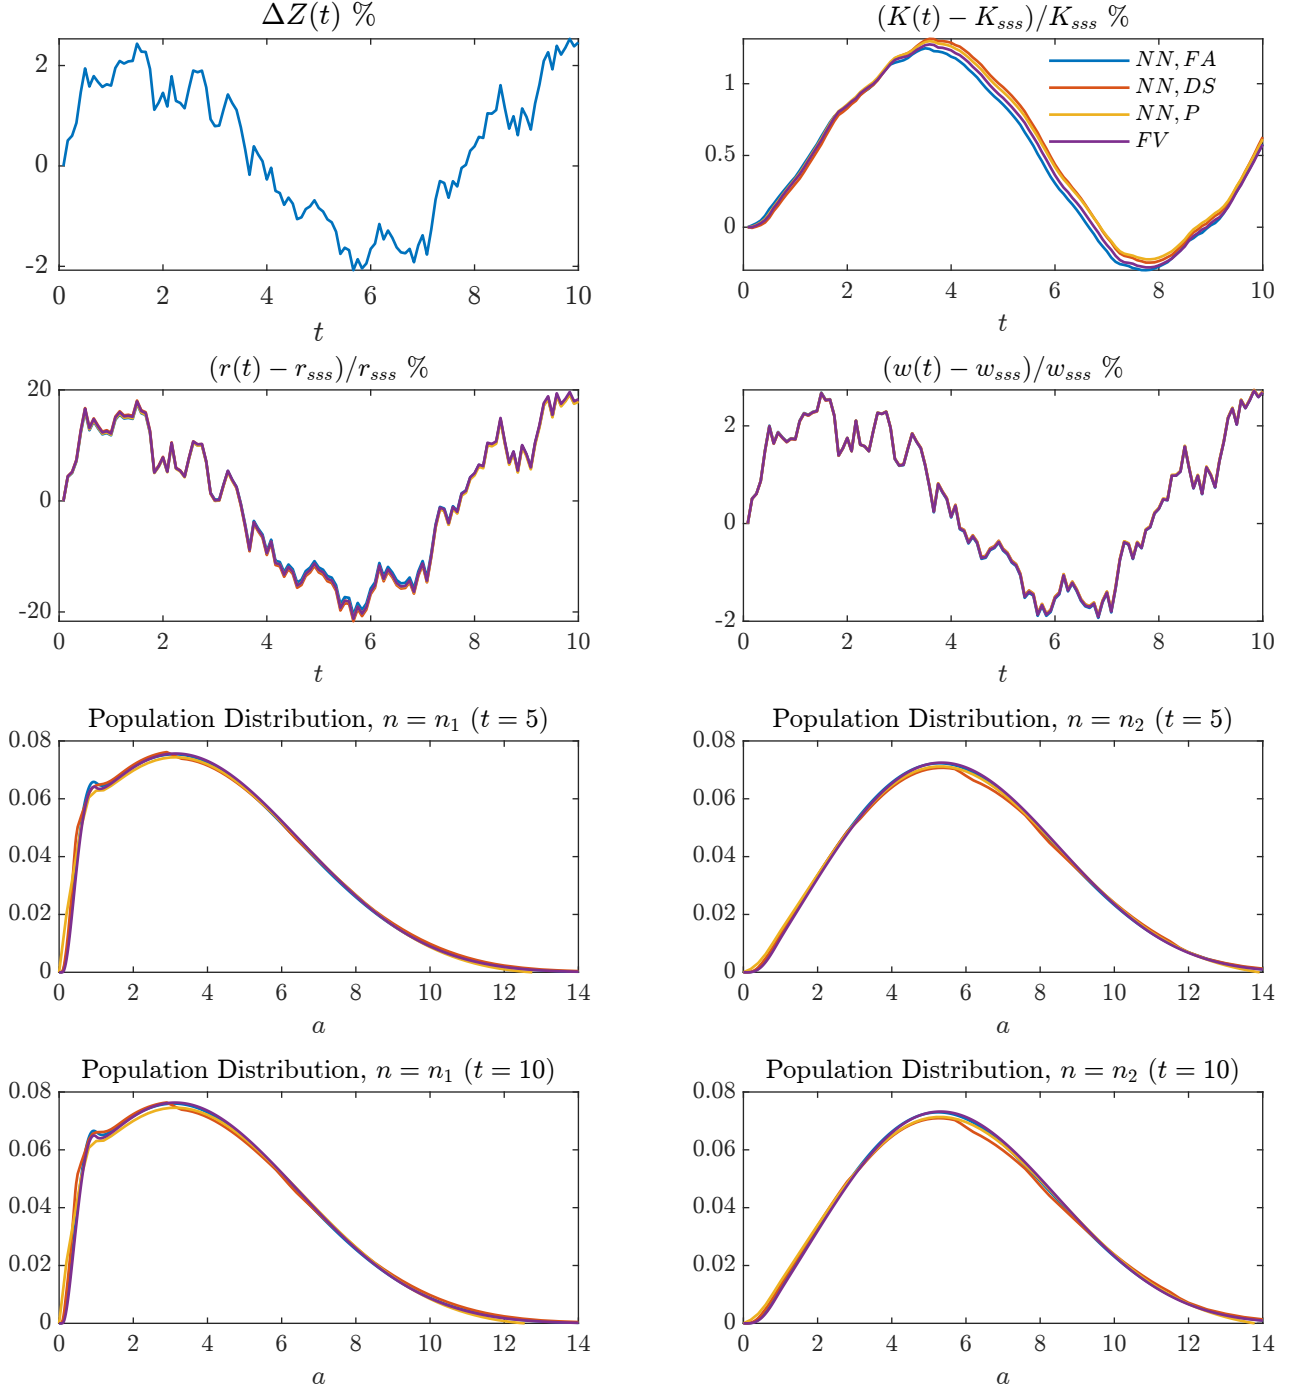 ΔZ(t) %
2
0
-2
0 2 4 6 8 10
t
(K(t) − K_sss)/K_sss %
1
0.5
0
0 2 4 6 8 10
t
NN, FA
NN, DS
NN, P
FV
(r(t) − r_sss)/r_sss %
20
0
-20
0 2 4 6 8 10
t
(w(t) − w_sss)/w_sss %
2
0
-2
0 2 4 6 8 10
t
Population Distribution, n = n₁ (t = 5)
0.08
0.06
0.04
0.02
0
0 2 4 6 8 10 12 14
a
Population Distribution, n = n₂ (t = 5)
0.08
0.06
0.04
0.02
0
0 2 4 6 8 10 12 14
a
Population Distribution, n = n₁ (t = 10)
0.08
0.06
0.04
0.02
0
0 2 4 6 8 10 12 14
a
Population Distribution, n = n₂ (t = 10)
0.08
0.06
0.04
0.02
0
0 2 4 6 8 10 12 14
a